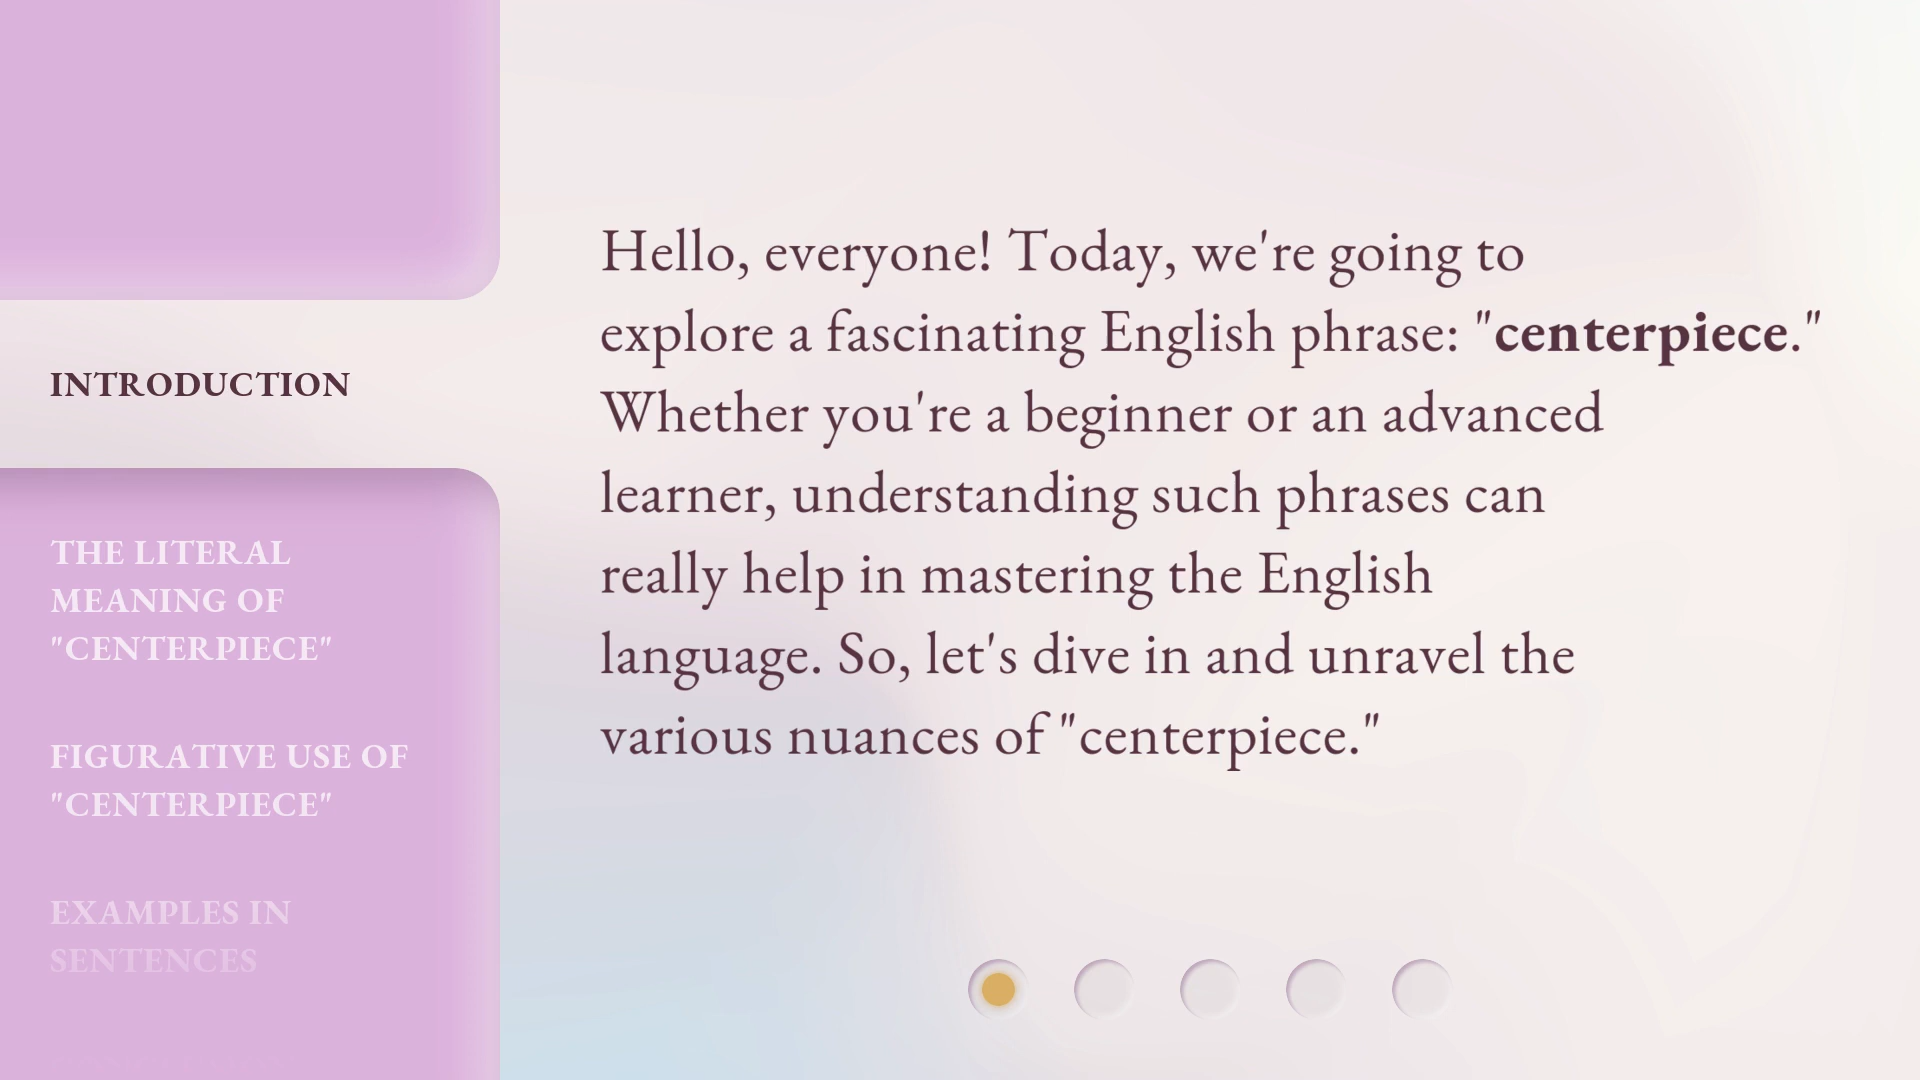 INTRODUCTION
THE LITERAL
MEANING OF
"CENTERPIECE"
FIGURATIVE USE OF
"CENTERPIECE"
EXAMPLES IN
SENTENCES
Hello, everyone! Today, we're going to
explore a fascinating English phrase: "centerpiece."
Whether you're a beginner or an advanced
learner, understanding such phrases can
really help in mastering the English
language. So, let's dive in and unravel the
various nuances of "centerpiece."